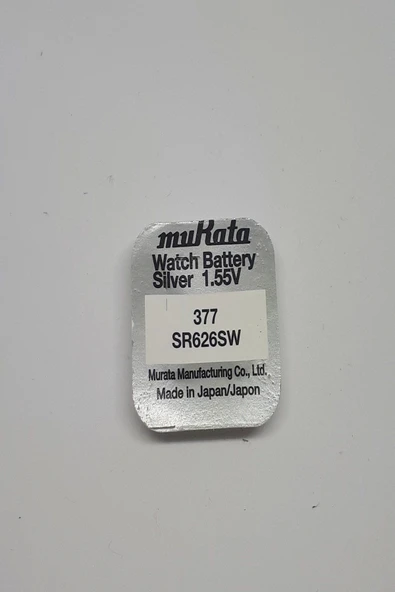 muRata
Watch Battery
Silver 1.55V
377
SR626SW
Murata Manufacturing Co., Ltd.
Made in Japan/Japon